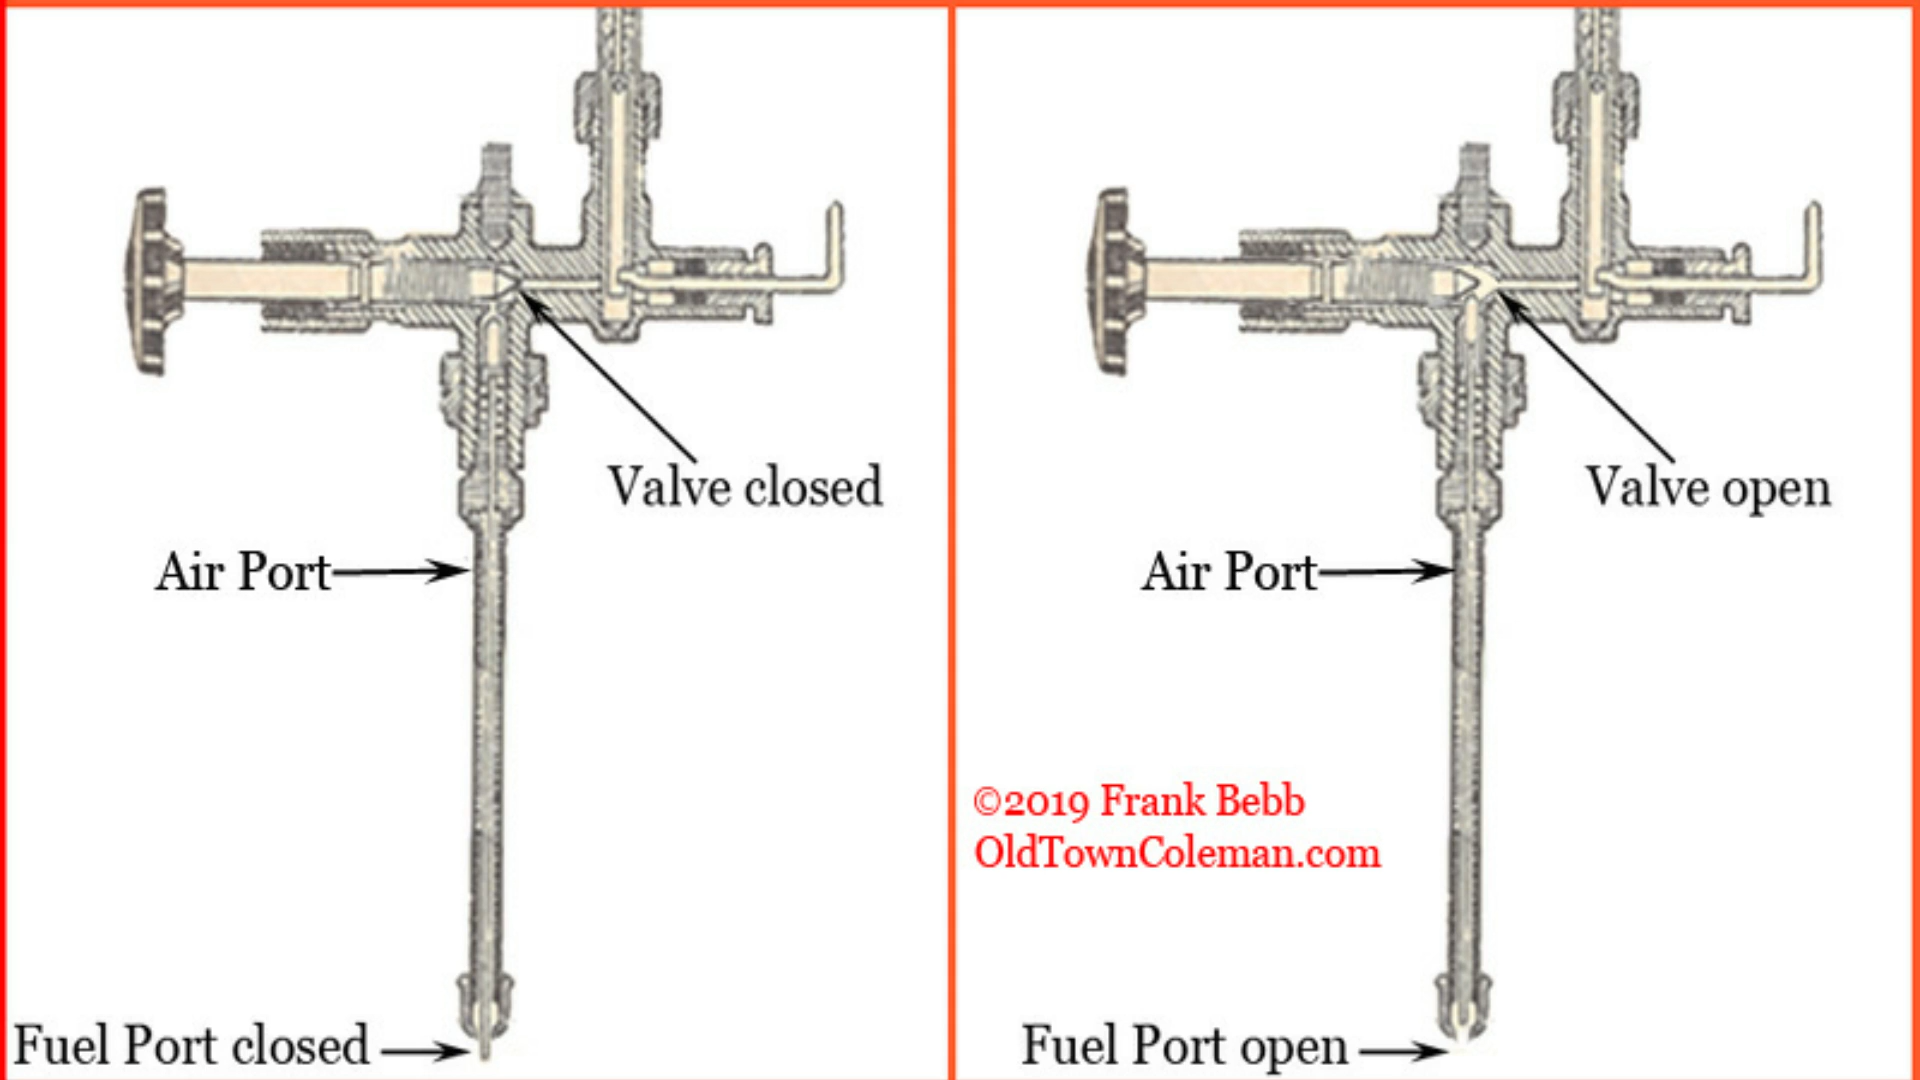 Valve closed
Air Port
Fuel Port closed
Valve open
Air Port
©2019 Frank Bebb
OldTownColeman.com
Fuel Port open